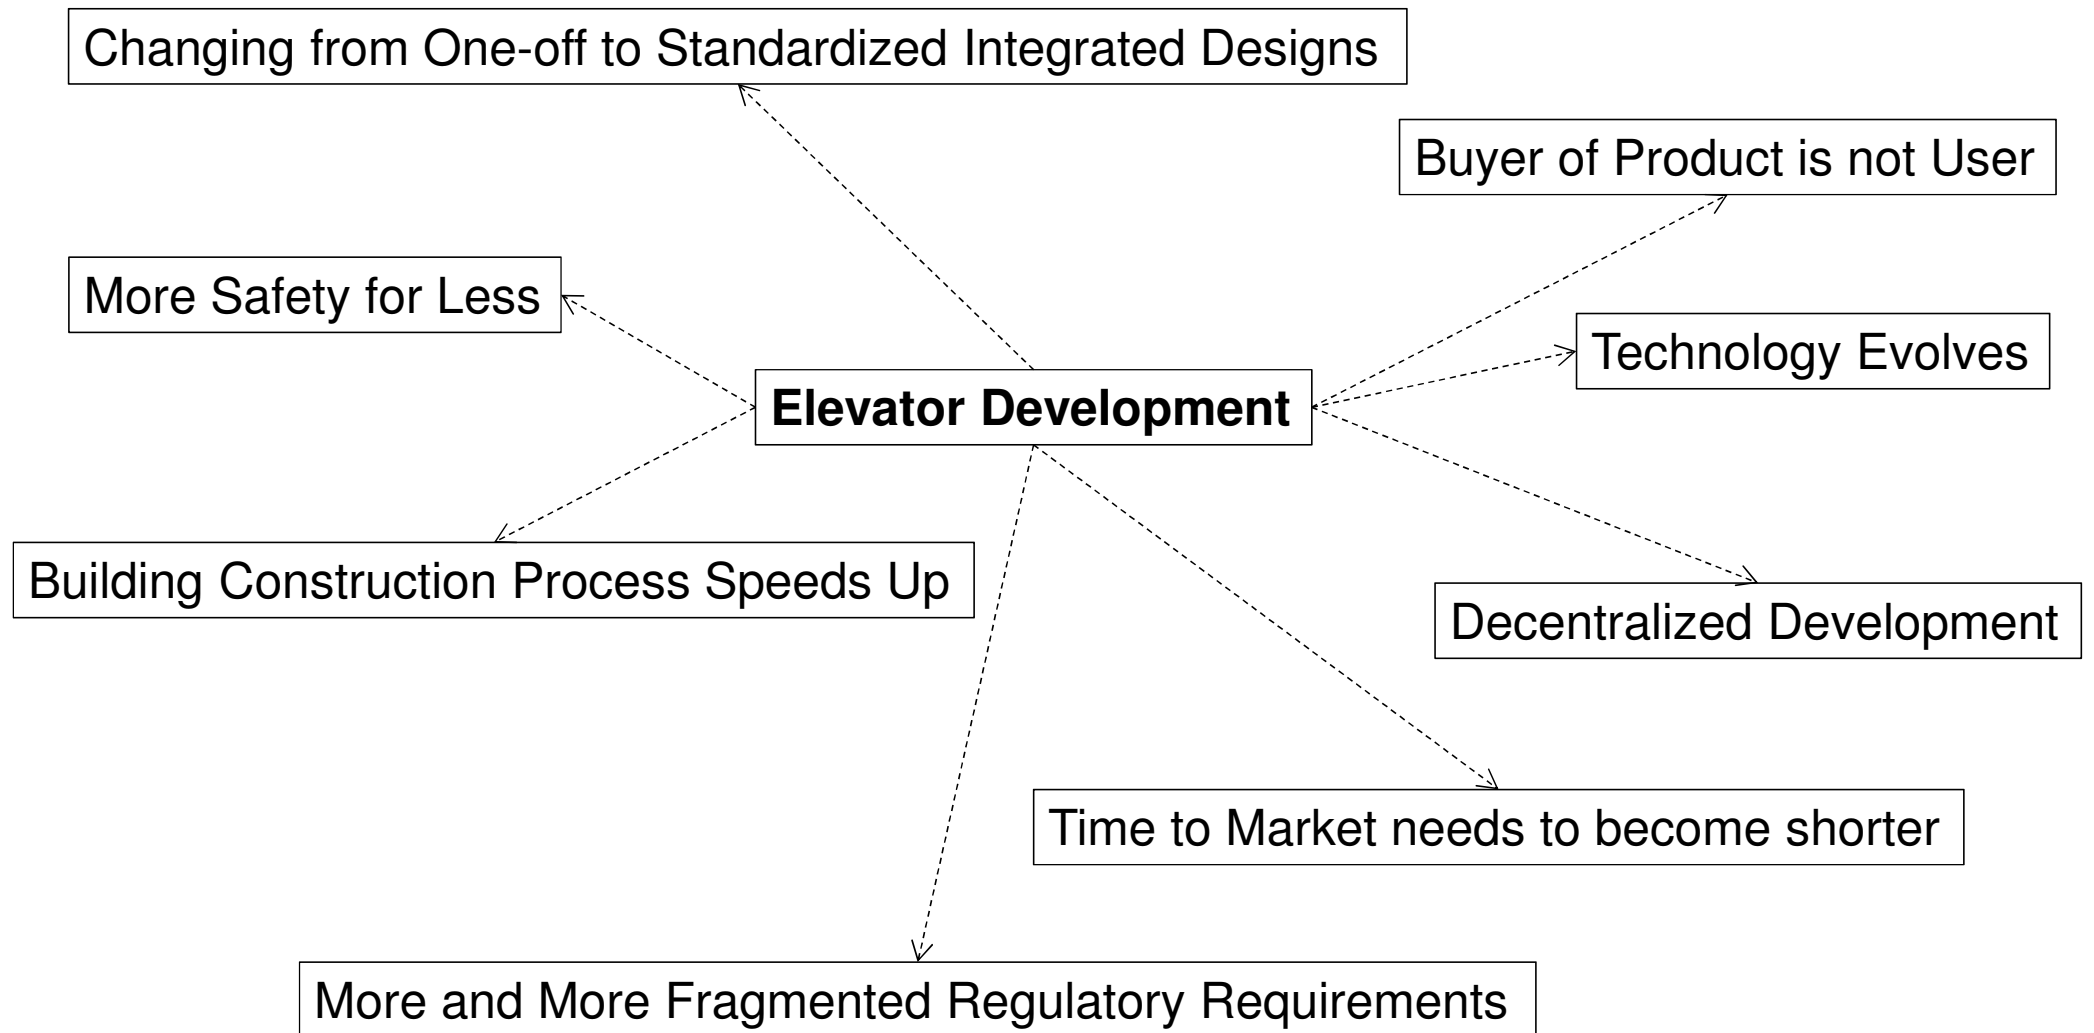 Changing from One-off to Standardized Integrated Designs
Buyer of Product is not User
More Safety for Less
Technology Evolves
Elevator Development
Building Construction Process Speeds Up
Decentralized Development
Time to Market needs to become shorter
More and More Fragmented Regulatory Requirements